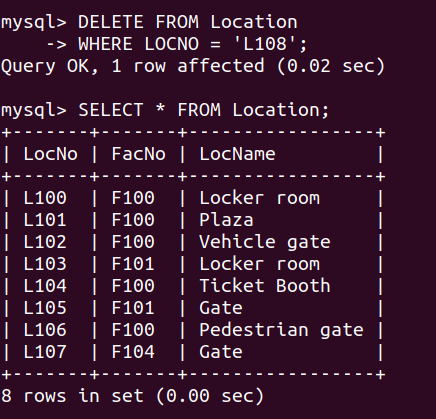 mysql> DELETE FROM Location
    -> WHERE LOCNO = 'L108';
Query OK, 1 row affected (0.02 sec)

mysql> SELECT * FROM Location;
+-------+-------+-----------------+
| LocNo | FacNo | LocName         |
+-------+-------+-----------------+
| L100  | F100  | Locker room     |
| L101  | F100  | Plaza           |
| L102  | F100  | Vehicle gate    |
| L103  | F101  | Locker room     |
| L104  | F100  | Ticket Booth    |
| L105  | F101  | Gate            |
| L106  | F100  | Pedestrian gate |
| L107  | F104  | Gate            |
+-------+-------+-----------------+
8 rows in set (0.00 sec)